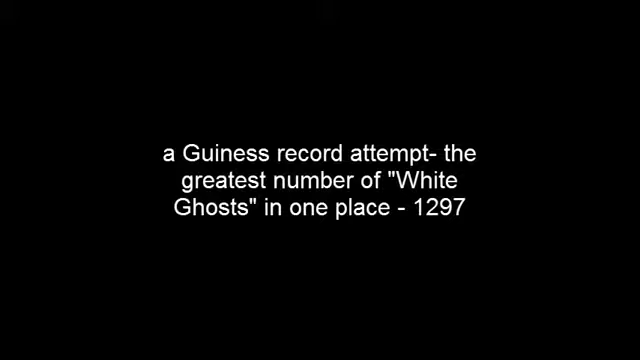 a Guiness record attempt- the
greatest number of "White
Ghosts" in one place - 1297